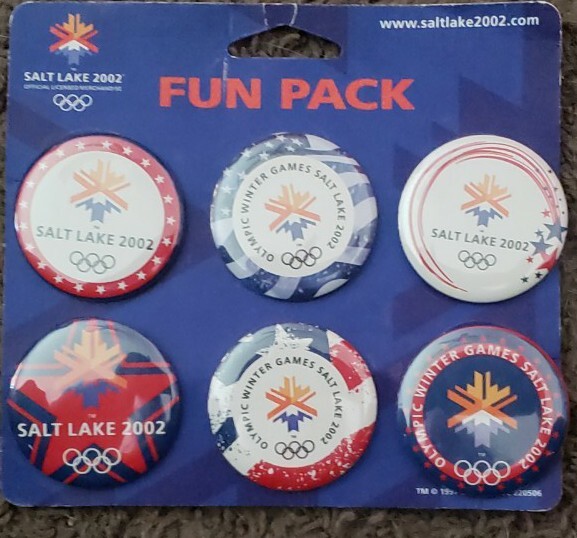 www.saltlake2002.com
SALT LAKE 2002
OFFICIAL LICENSED MERCHANDISE
FUN PACK
SALT LAKE 2002
OLYMPIC WINTER GAMES SALT LAKE 2002
SALT LAKE 2002
SALT LAKE 2002
OLYMPIC WINTER GAMES SALT LAKE 2002
OLYMPIC WINTER GAMES SALT LAKE 2002
TM ©